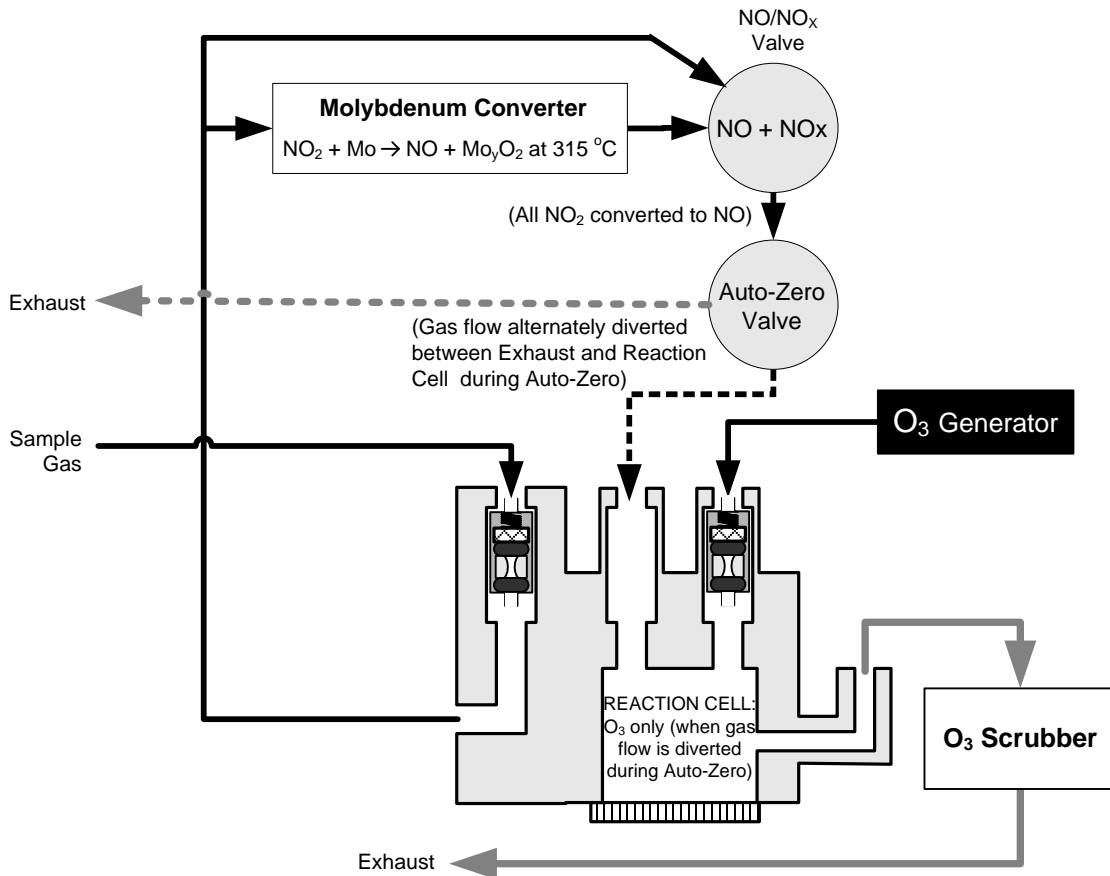 NO/NOX
Valve
Molybdenum Converter
NO2 + Mo → NO + MoyO2 at 315 oC
NO + NOx
(All NO2 converted to NO)
Exhaust
Auto-Zero
Valve
(Gas flow alternately diverted
between Exhaust and Reaction
Cell during Auto-Zero)
O3 Generator
Sample
Gas
REACTION CELL:
O3 only (when gas
flow is diverted
during Auto-Zero)
O3 Scrubber
Exhaust